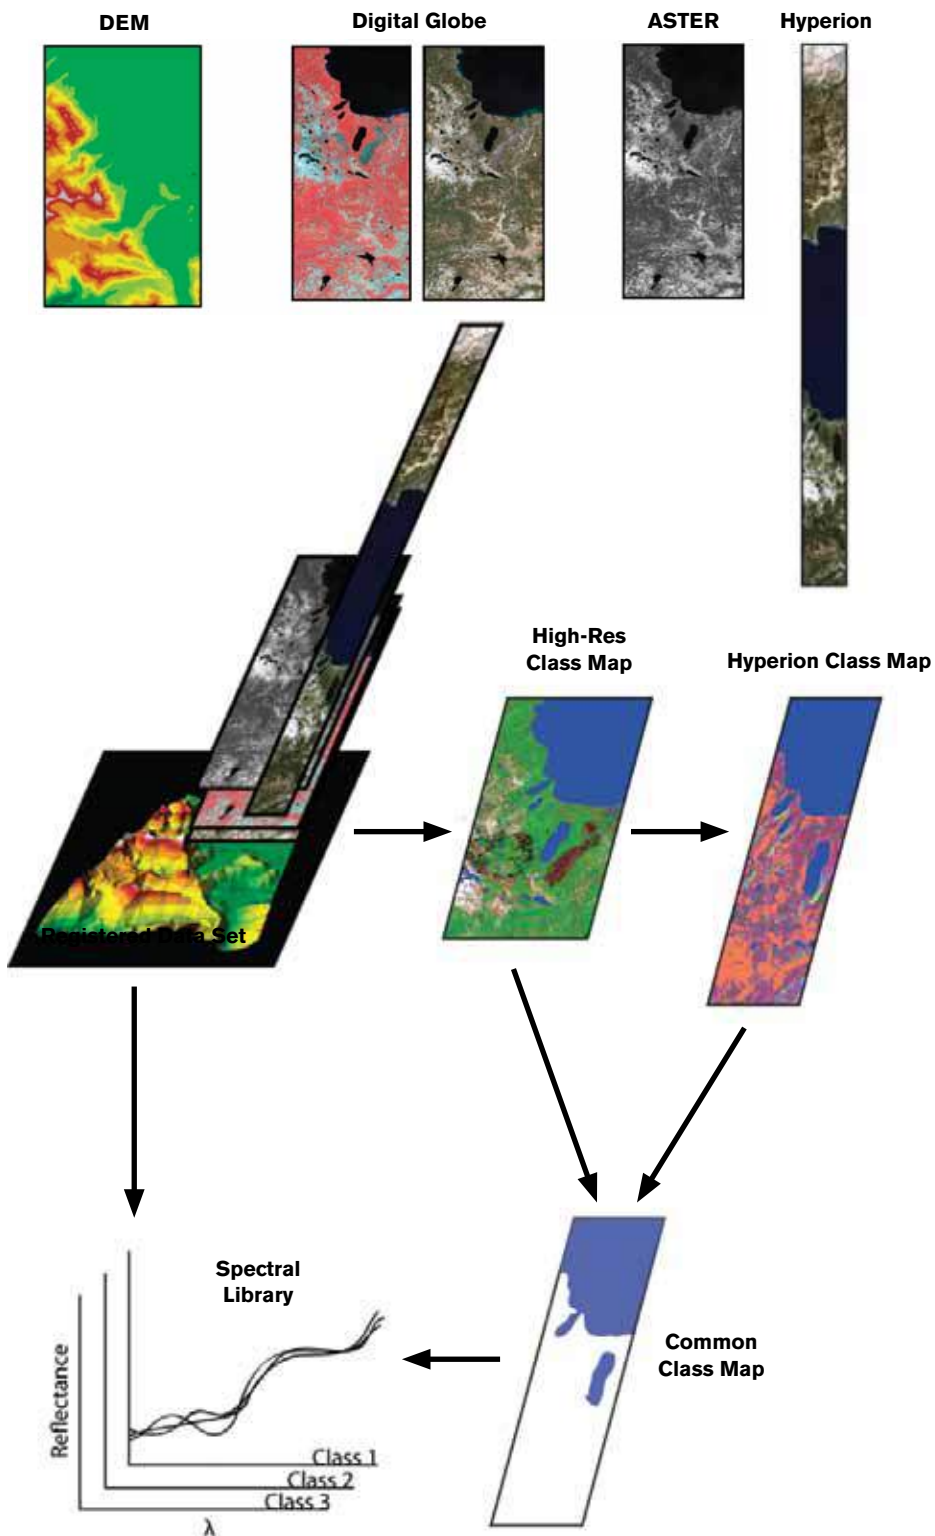 DEM
Digital Globe
ASTER
Hyperion
High-Res
Class Map
Hyperion Class Map
Registered Data Set
Spectral
Library
Common
Class Map
Reflectance
Class 1
Class 2
Class 3
λ